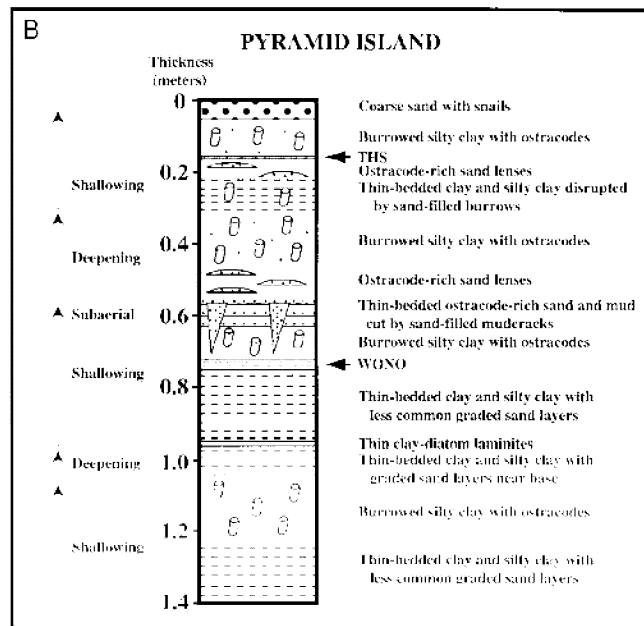 B
PYRAMID ISLAND
Thickness
(meters)
0
Coarse sand with snails
Burrowed silty clay with ostracodes
THS
0.2
Ostracode-rich sand lenses
Shallowing
Thin-bedded clay and silty clay disrupted
by sand-filled burrows
0.4
Burrowed silty clay with ostracodes
Deepening
Ostracode-rich sand lenses
0.6
Subaerial
Thin-bedded ostracode-rich sand and mud
cut by sand-filled mudcracks
Burrowed silty clay with ostracodes
WONO
Shallowing
0.8
Thin-bedded clay and silty clay with
less common graded sand layers
Thin clay-diatom laminites
1.0
Deepening
Thin-bedded clay and silty clay with
graded sand layers near base
Burrowed silty clay with ostracodes
1.2
Shallowing
Thin-bedded clay and silty clay with
less common graded sand layers
1.4